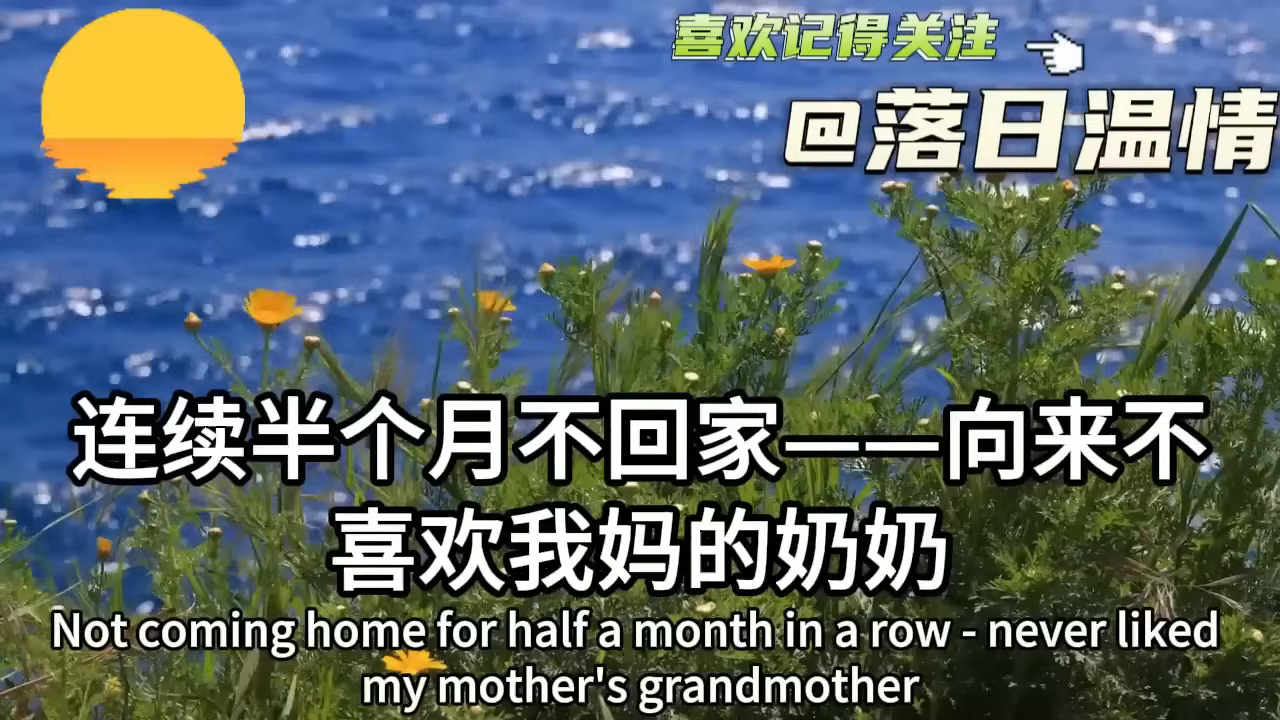 喜欢记得关注
@落日温情
连续半个月不回家——向来不
喜欢我妈的奶奶
Not coming home for half a month in a row - never liked
my mother's grandmother